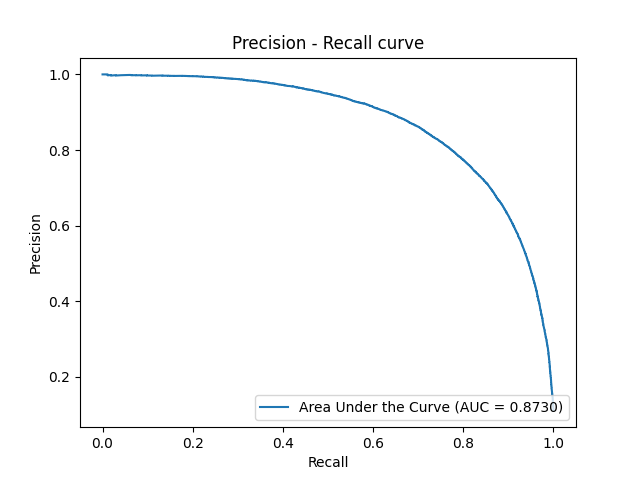 Precision - Recall curve
1.0
0.8
0.6
0.4
0.2
Precision
Area Under the Curve (AUC = 0.8730)
0.0 0.2 0.4 0.6 0.8 1.0
Recall